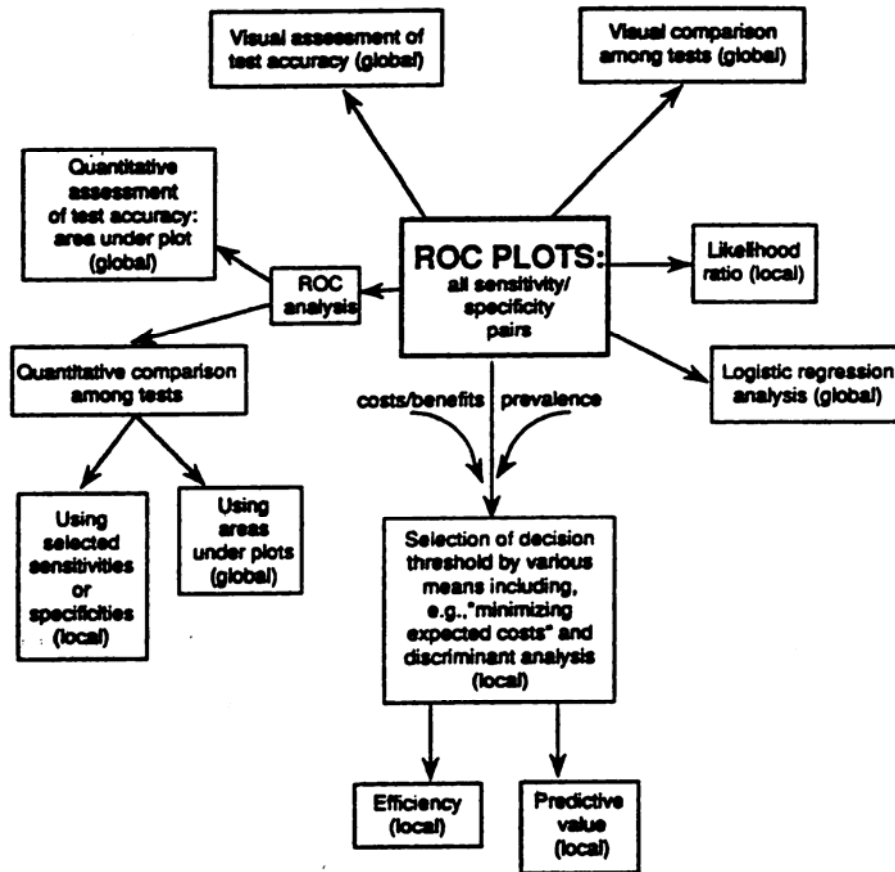 Visual assessment of
test accuracy (global)
Visual comparison
among tests (global)
Quantitative
assessment
of test accuracy:
area under plot
(global)
ROC PLOTS:
all sensitivity/
specificity
pairs
Likelihood
ratio (local)
ROC
analysis
Quantitative comparison
among tests
Logistic regression
analysis (global)
costs/benefits
prevalence
Using
selected
sensitivities
or
specificities
(local)
Using
areas
under plots
(global)
Selection of decision
threshold by various
means including,
e.g.,"minimizing
expected costs" and
discriminant analysis
(local)
Efficiency
(local)
Predictive
value
(local)